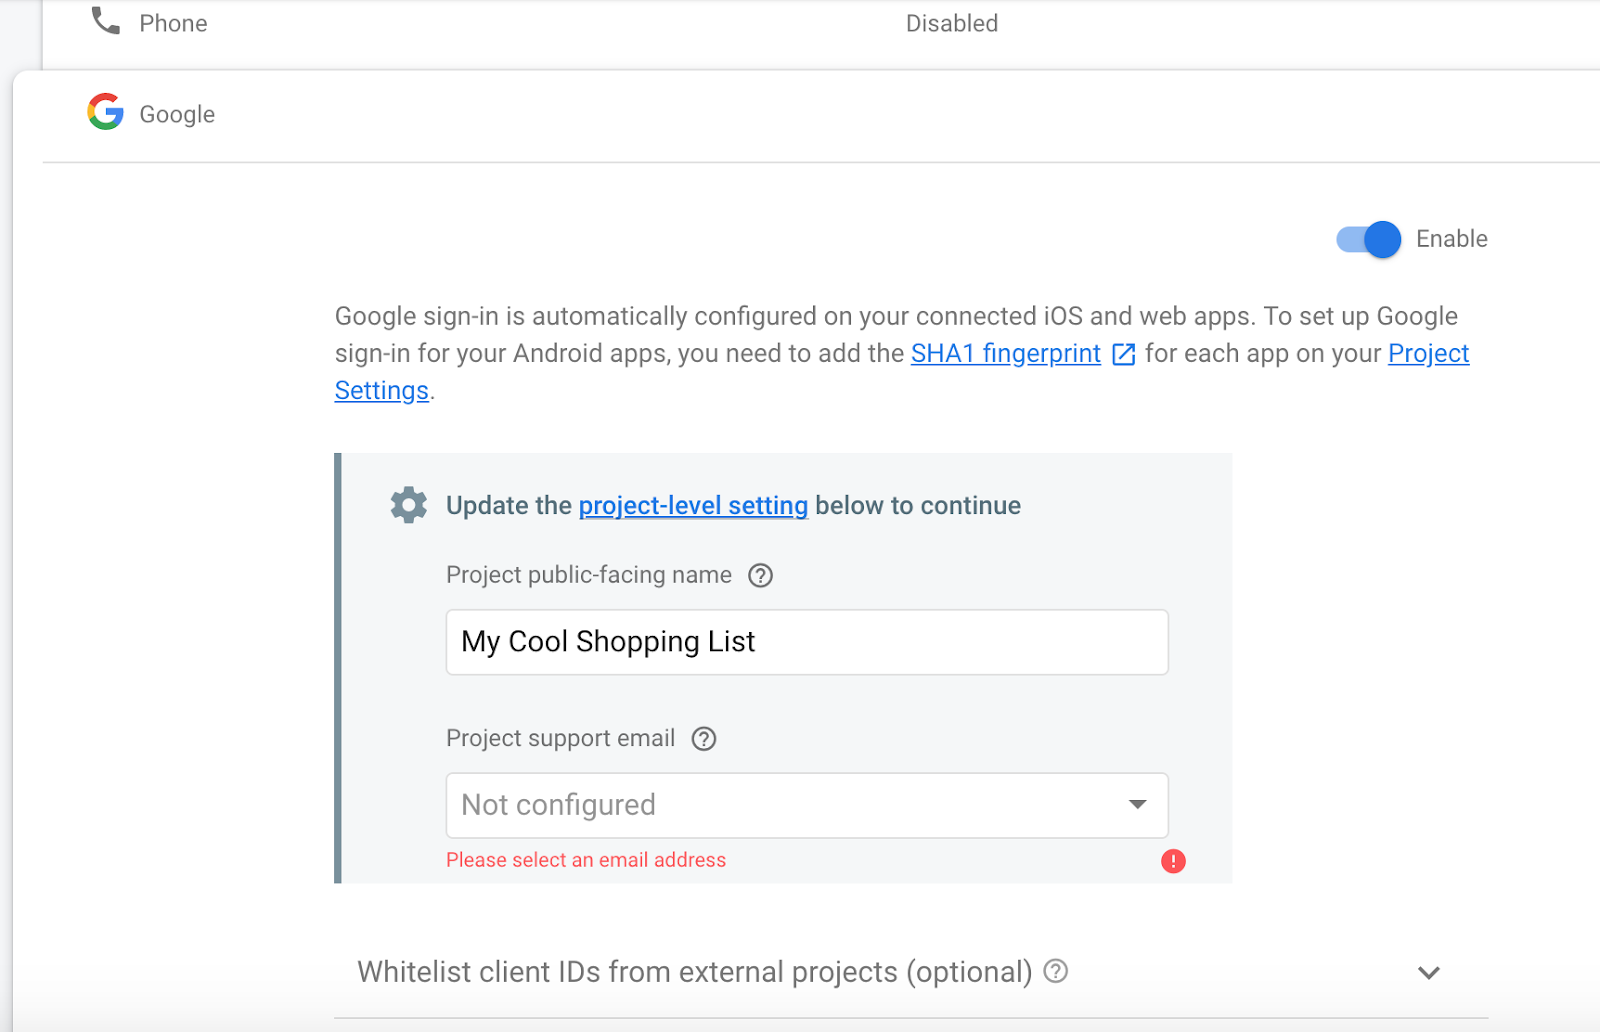 Phone Disabled
Google
Enable
Google sign-in is automatically configured on your connected iOS and web apps. To set up Google
sign-in for your Android apps, you need to add the SHA1 fingerprint for each app on your Project
Settings.
Update the project-level setting below to continue
Project public-facing name
My Cool Shopping List
Project support email
Not configured
Please select an email address
Whitelist client IDs from external projects (optional)